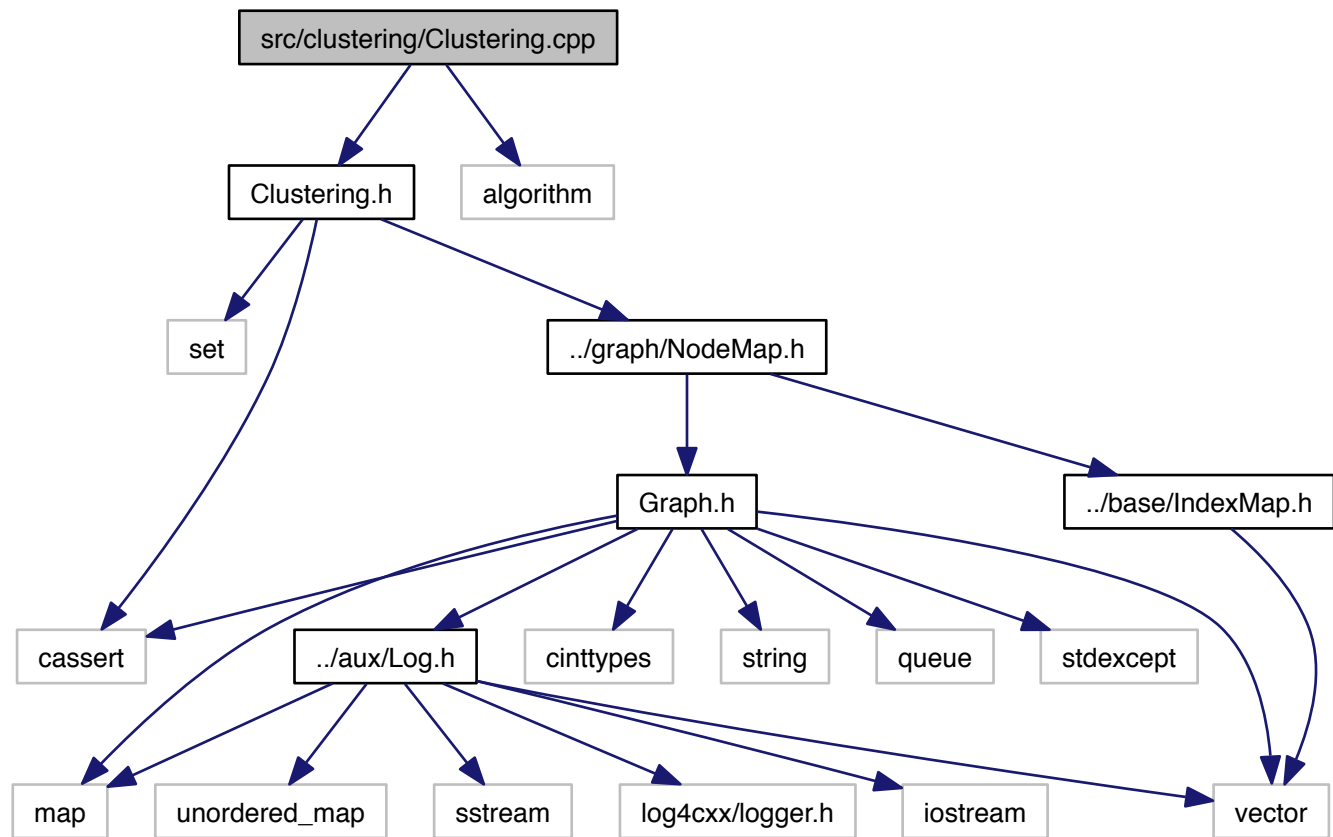 src/clustering/Clustering.cpp
Clustering.h
algorithm
set
../graph/NodeMap.h
Graph.h
../base/IndexMap.h
cassert
../aux/Log.h
cinttypes
string
queue
stdexcept
map
unordered_map
sstream
log4cxx/logger.h
iostream
vector